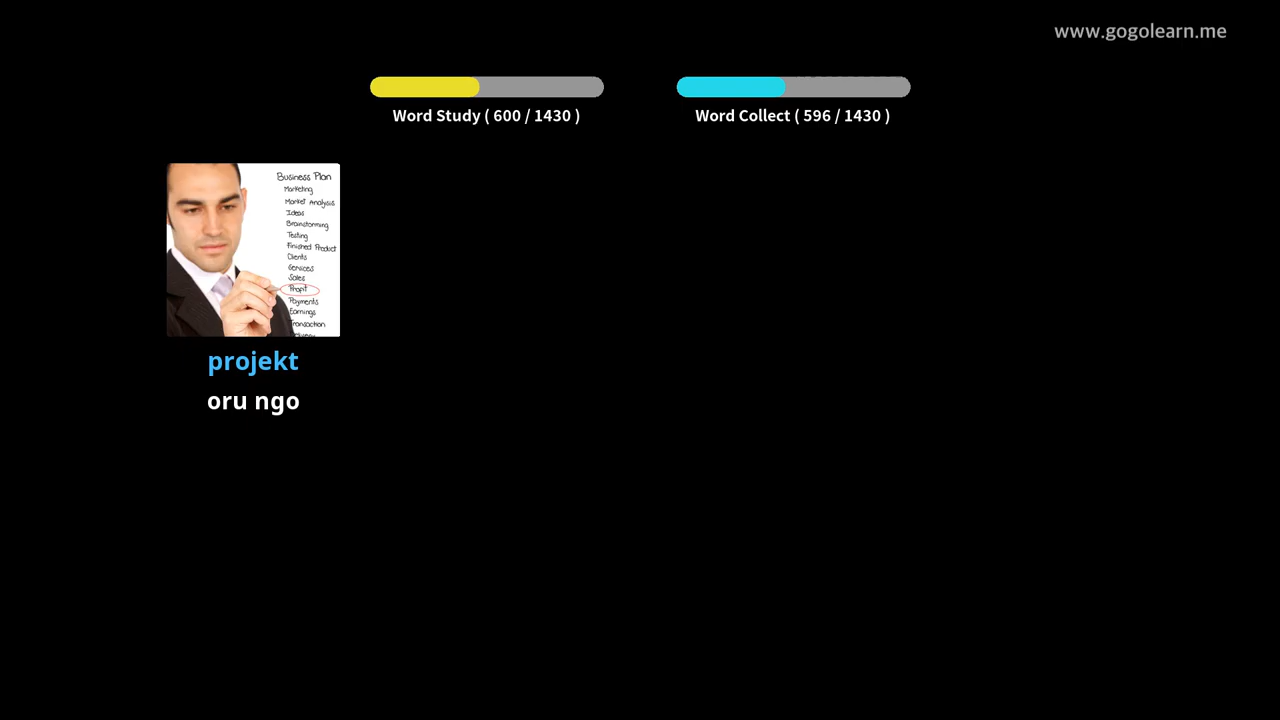 www.gogolearn.me
Word Study ( 600 / 1430 )
Word Collect ( 596 / 1430 )
Business Plan
Marketing
Market Analysis
Ideas
Brainstorming
Testing
Finished Product
Clients
Services
Sales
Profit
Payments
Earnings
Transaction
projekt
oru ngo